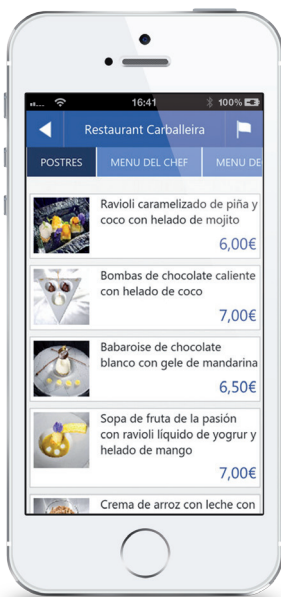 16:41
100%
Restaurant Carballeira
POSTRES MENU DEL CHEF MENU DE
Ravioli caramelizado de piña y
coco con helado de mojito
6,00€
Bombas de chocolate caliente
con helado de coco
7,00€
Babaroise de chocolate
blanco con gele de mandarina
6,50€
Sopa de fruta de la pasión
con ravioli líquido de yogrur y
helado de mango
7,00€
Crema de arroz con leche con